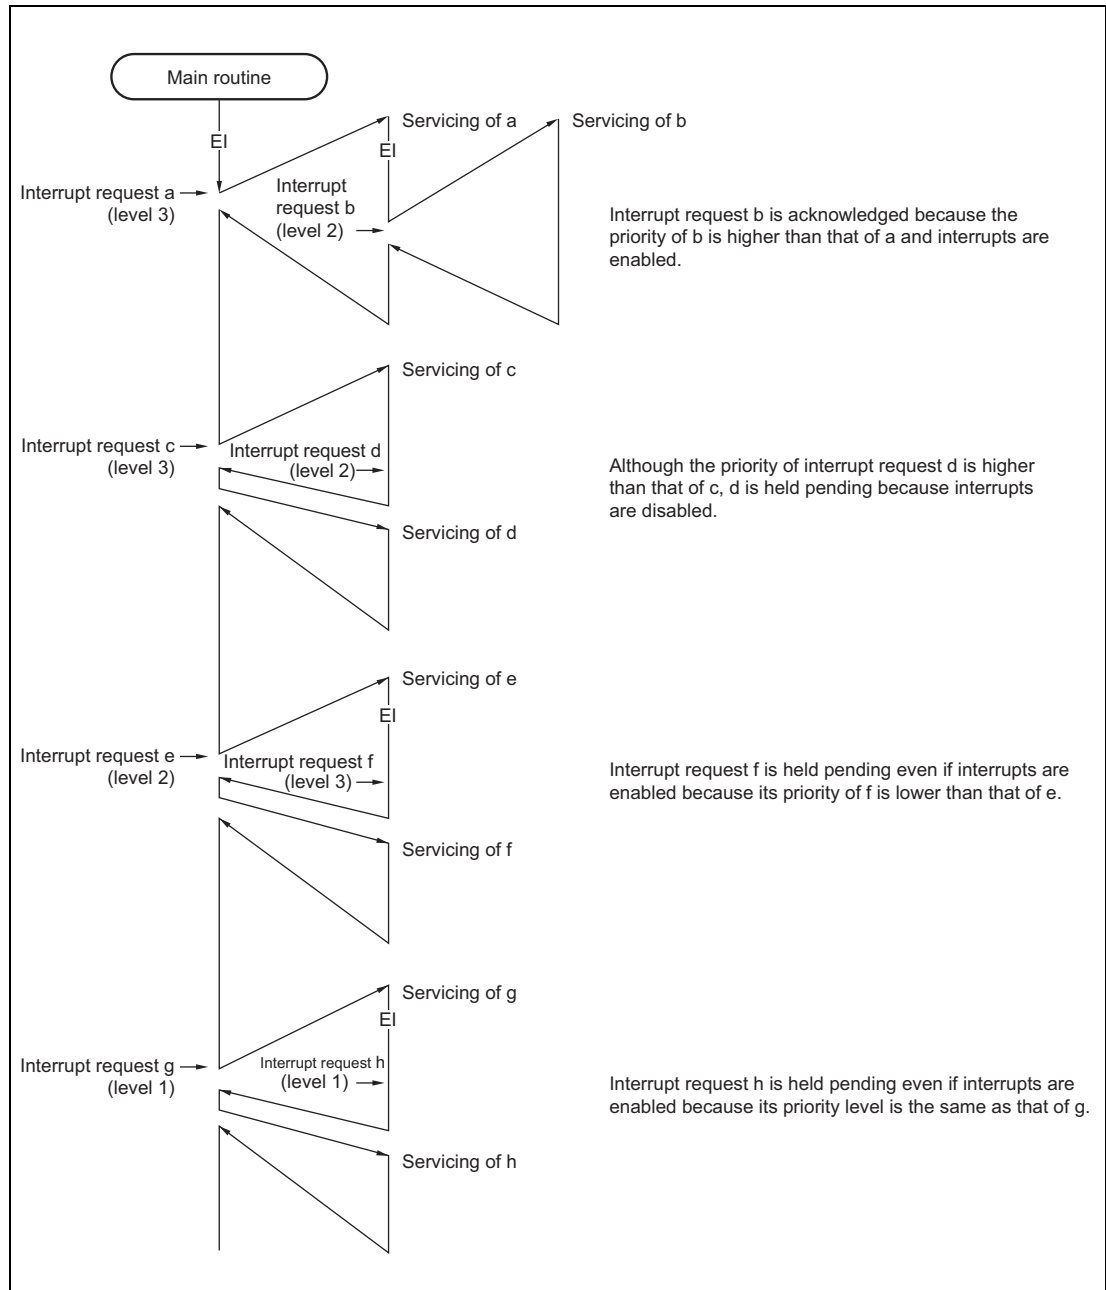 Main routine
EI
Servicing of a
Servicing of b
EI
Interrupt request a
(level 3)
Interrupt
request b
(level 2)
Interrupt request b is acknowledged because the
priority of b is higher than that of a and interrupts are
enabled.
Servicing of c
Interrupt request c
(level 3)
Interrupt request d
(level 2)
Although the priority of interrupt request d is higher
than that of c, d is held pending because interrupts
are disabled.
Servicing of d
Servicing of e
EI
Interrupt request e
(level 2)
Interrupt request f
(level 3)
Interrupt request f is held pending even if interrupts are
enabled because its priority of f is lower than that of e.
Servicing of f
Servicing of g
EI
Interrupt request g
(level 1)
Interrupt request h
(level 1)
Interrupt request h is held pending even if interrupts are
enabled because its priority level is the same as that of g.
Servicing of h